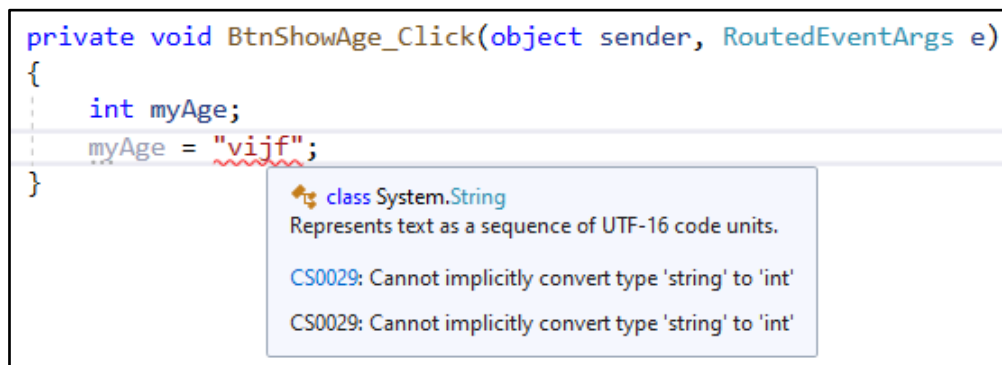 private void BtnShowAge_Click(object sender, RoutedEventArgs e)
{
int myAge;
myAge = "vijf";
}
class System.String
Represents text as a sequence of UTF-16 code units.
CS0029: Cannot implicitly convert type 'string' to 'int'
CS0029: Cannot implicitly convert type 'string' to 'int'